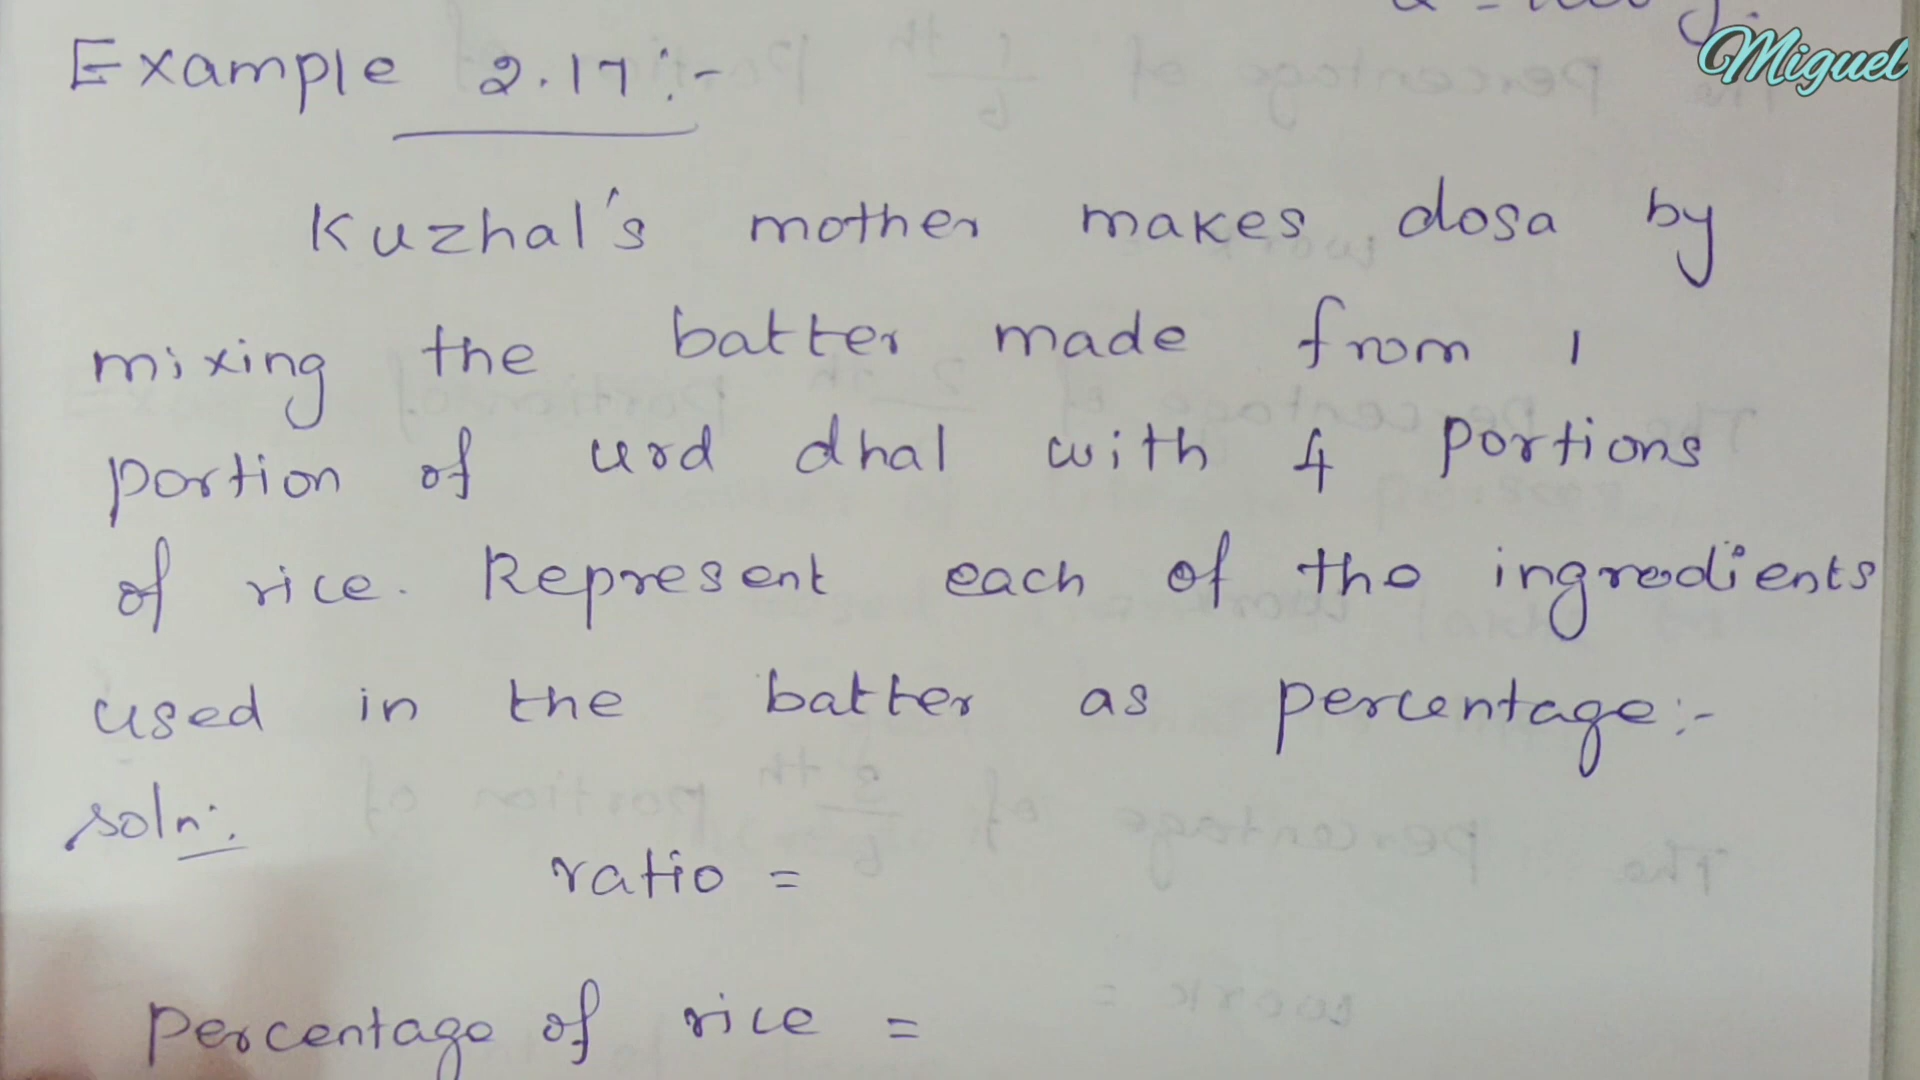 Miguel
Example 2.17:-
Kuzhal's mother makes dosa by
mixing the batter made from 1
portion of urd dhal with 4 portions
of rice. Represent each of the ingredients
used in the batter as percentage:-
soln:
ratio =
percentage of rice =